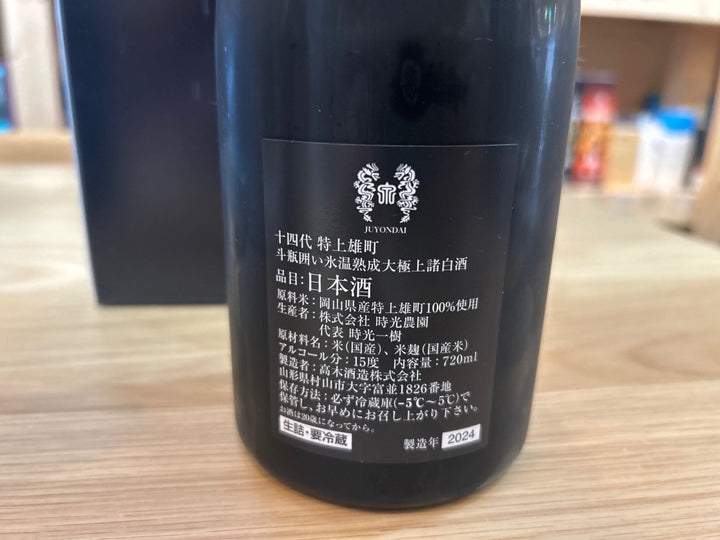 JUYONDAI
十四代 特上雄町
斗瓶囲い氷温熟成大極上諸白酒
品目:日本酒
原料米:岡山県産特上雄町100%使用
生産者:株式会社 時光農園
代表 時光一樹
原材料名:米(国産)、米麹(国産米)
アルコール分:15度 内容量:720ml
製造者:高木酒造株式会社
山形県村山市大字富並1826番地
保存方法:必ず冷蔵庫(-5℃〜5℃)で
保管し、お早めにお召し上がり下さい。
お酒は20歳になってから。
生詰・要冷蔵
製造年 2024